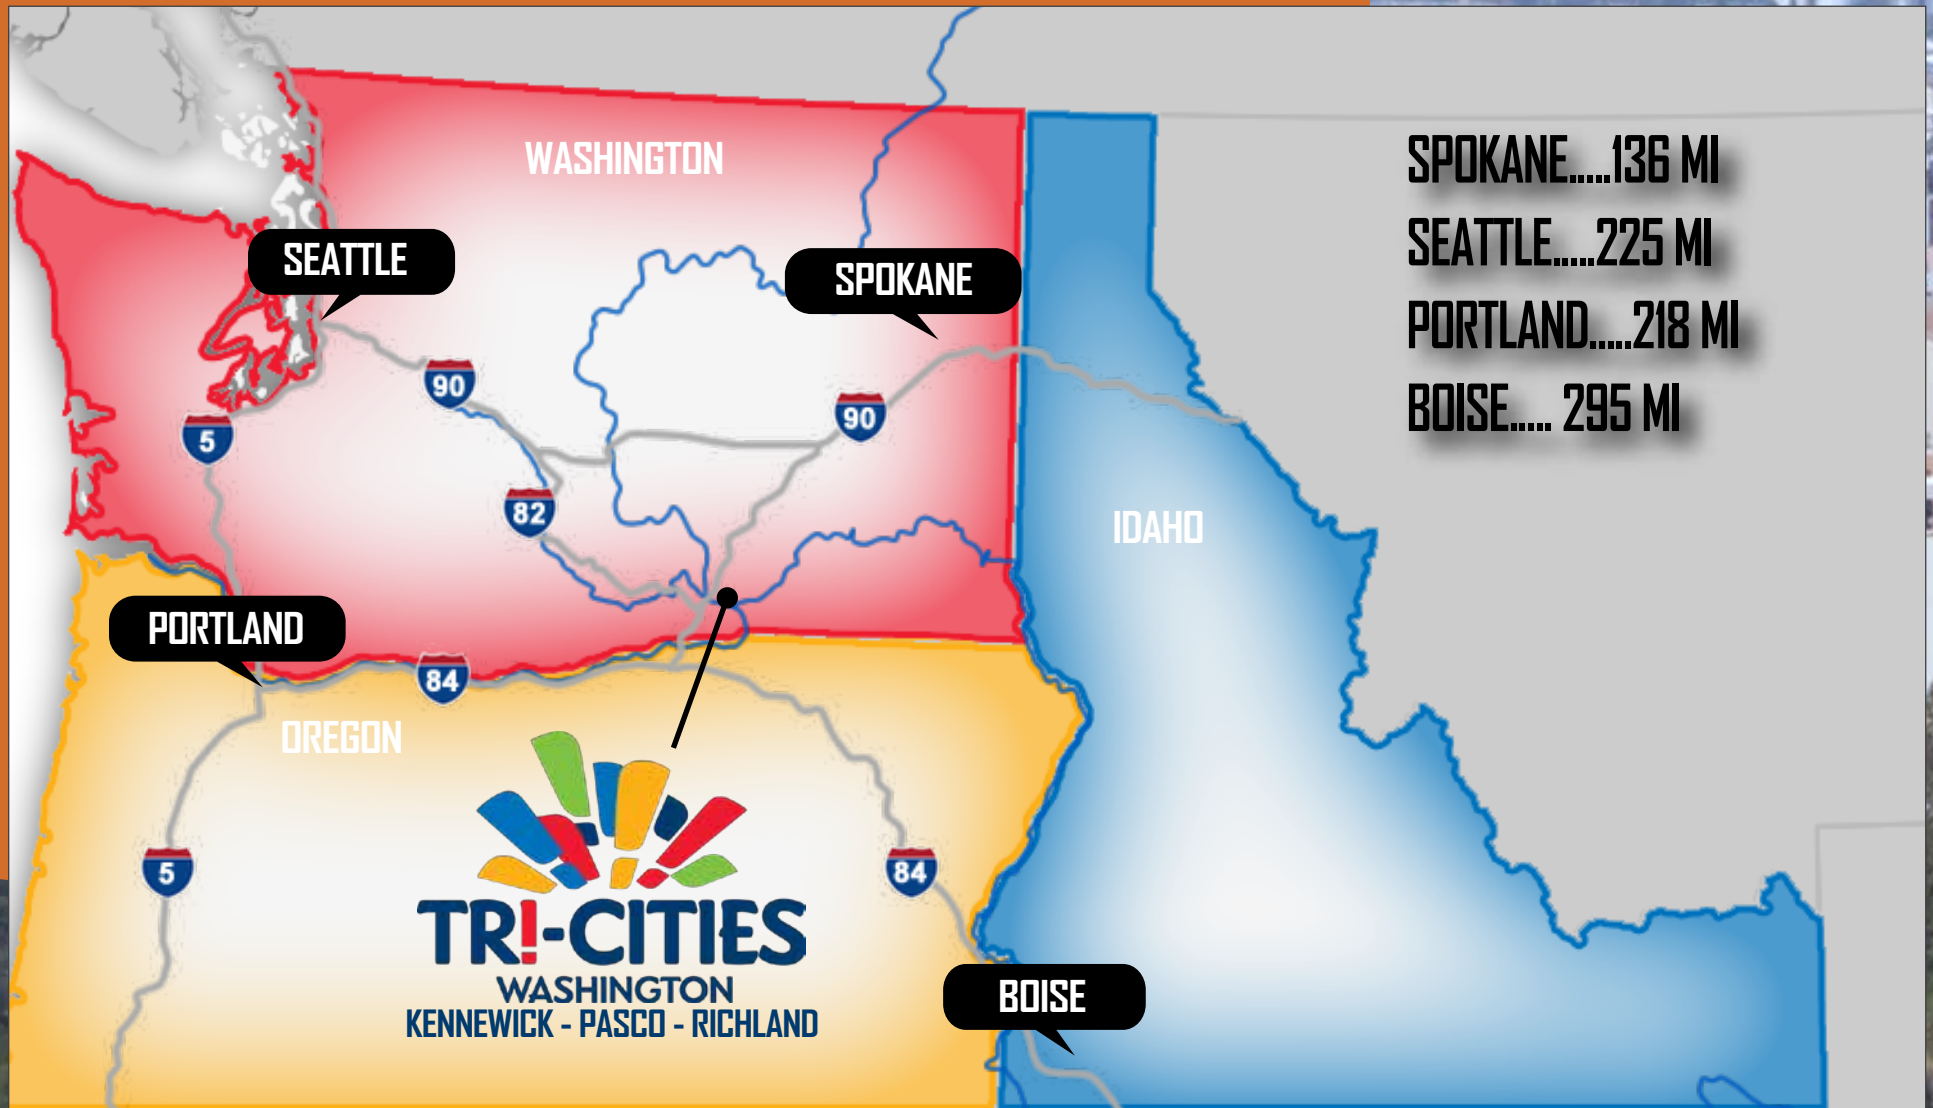 WASHINGTON
SPOKANE.....136 MI
SEATTLE.....225 MI
PORTLAND.....218 MI
BOISE..... 295 MI
SEATTLE
SPOKANE
90
90
5
82
IDAHO
PORTLAND
84
OREGON
5
84
TR!-CITIES
WASHINGTON
KENNEWICK - PASCO - RICHLAND
BOISE